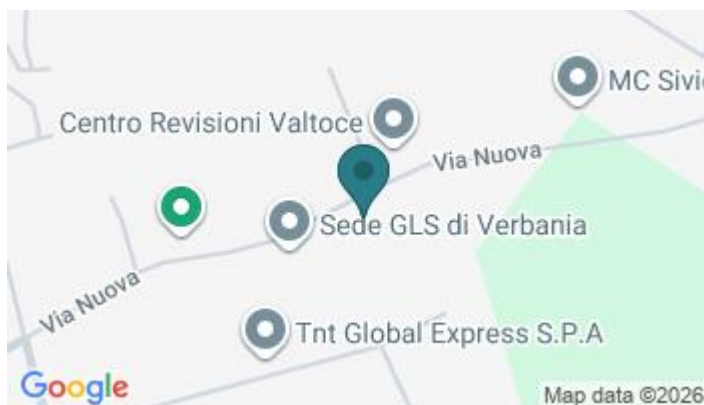 MC Sivi
Centro Revisioni Valtoce
Via Nuova
Sede GLS di Verbania
Via Nuova
Tnt Global Express S.P.A
Google
Map data ©2026